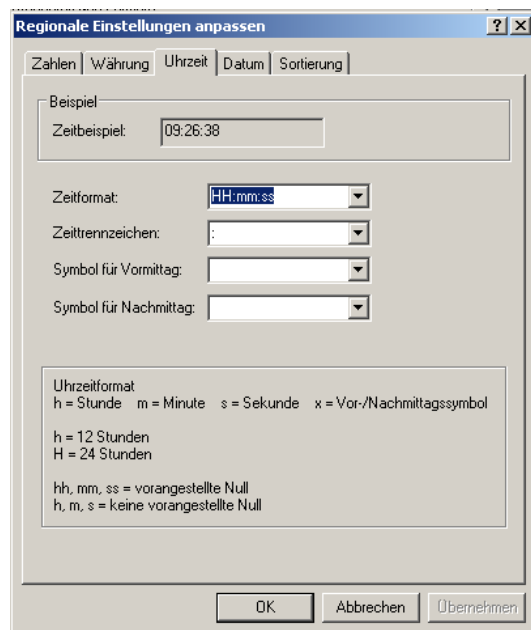 Regionale Einstellungen anpassen
Zahlen Währung Uhrzeit Datum Sortierung
Beispiel
Zeitbeispiel: 09:26:38
Zeitformat: HH:mm:ss
Zeittrennzeichen: :
Symbol für Vormittag:
Symbol für Nachmittag:
Uhrzeitformat
h = Stunde m = Minute s = Sekunde x = Vor-/Nachmittagssymbol
h = 12 Stunden
H = 24 Stunden
hh, mm, ss = vorangestellte Null
h, m, s = keine vorangestellte Null
OK Abbrechen Übernehmen